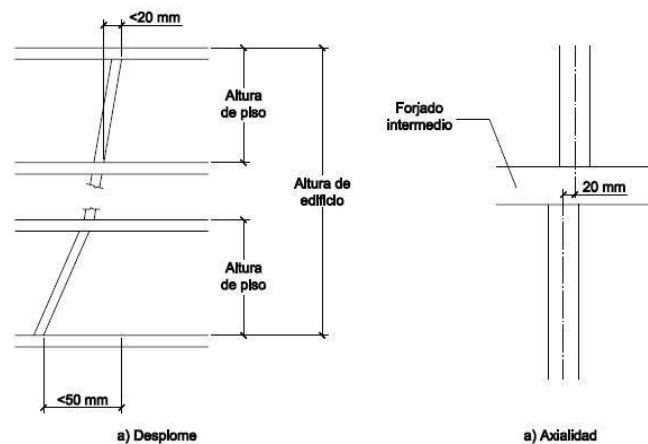 <20 mm
Altura
de piso
Altura de
edificio
Altura
de piso
<50 mm
a) Desplome
Forjado
intermedio
20 mm
a) Axialidad